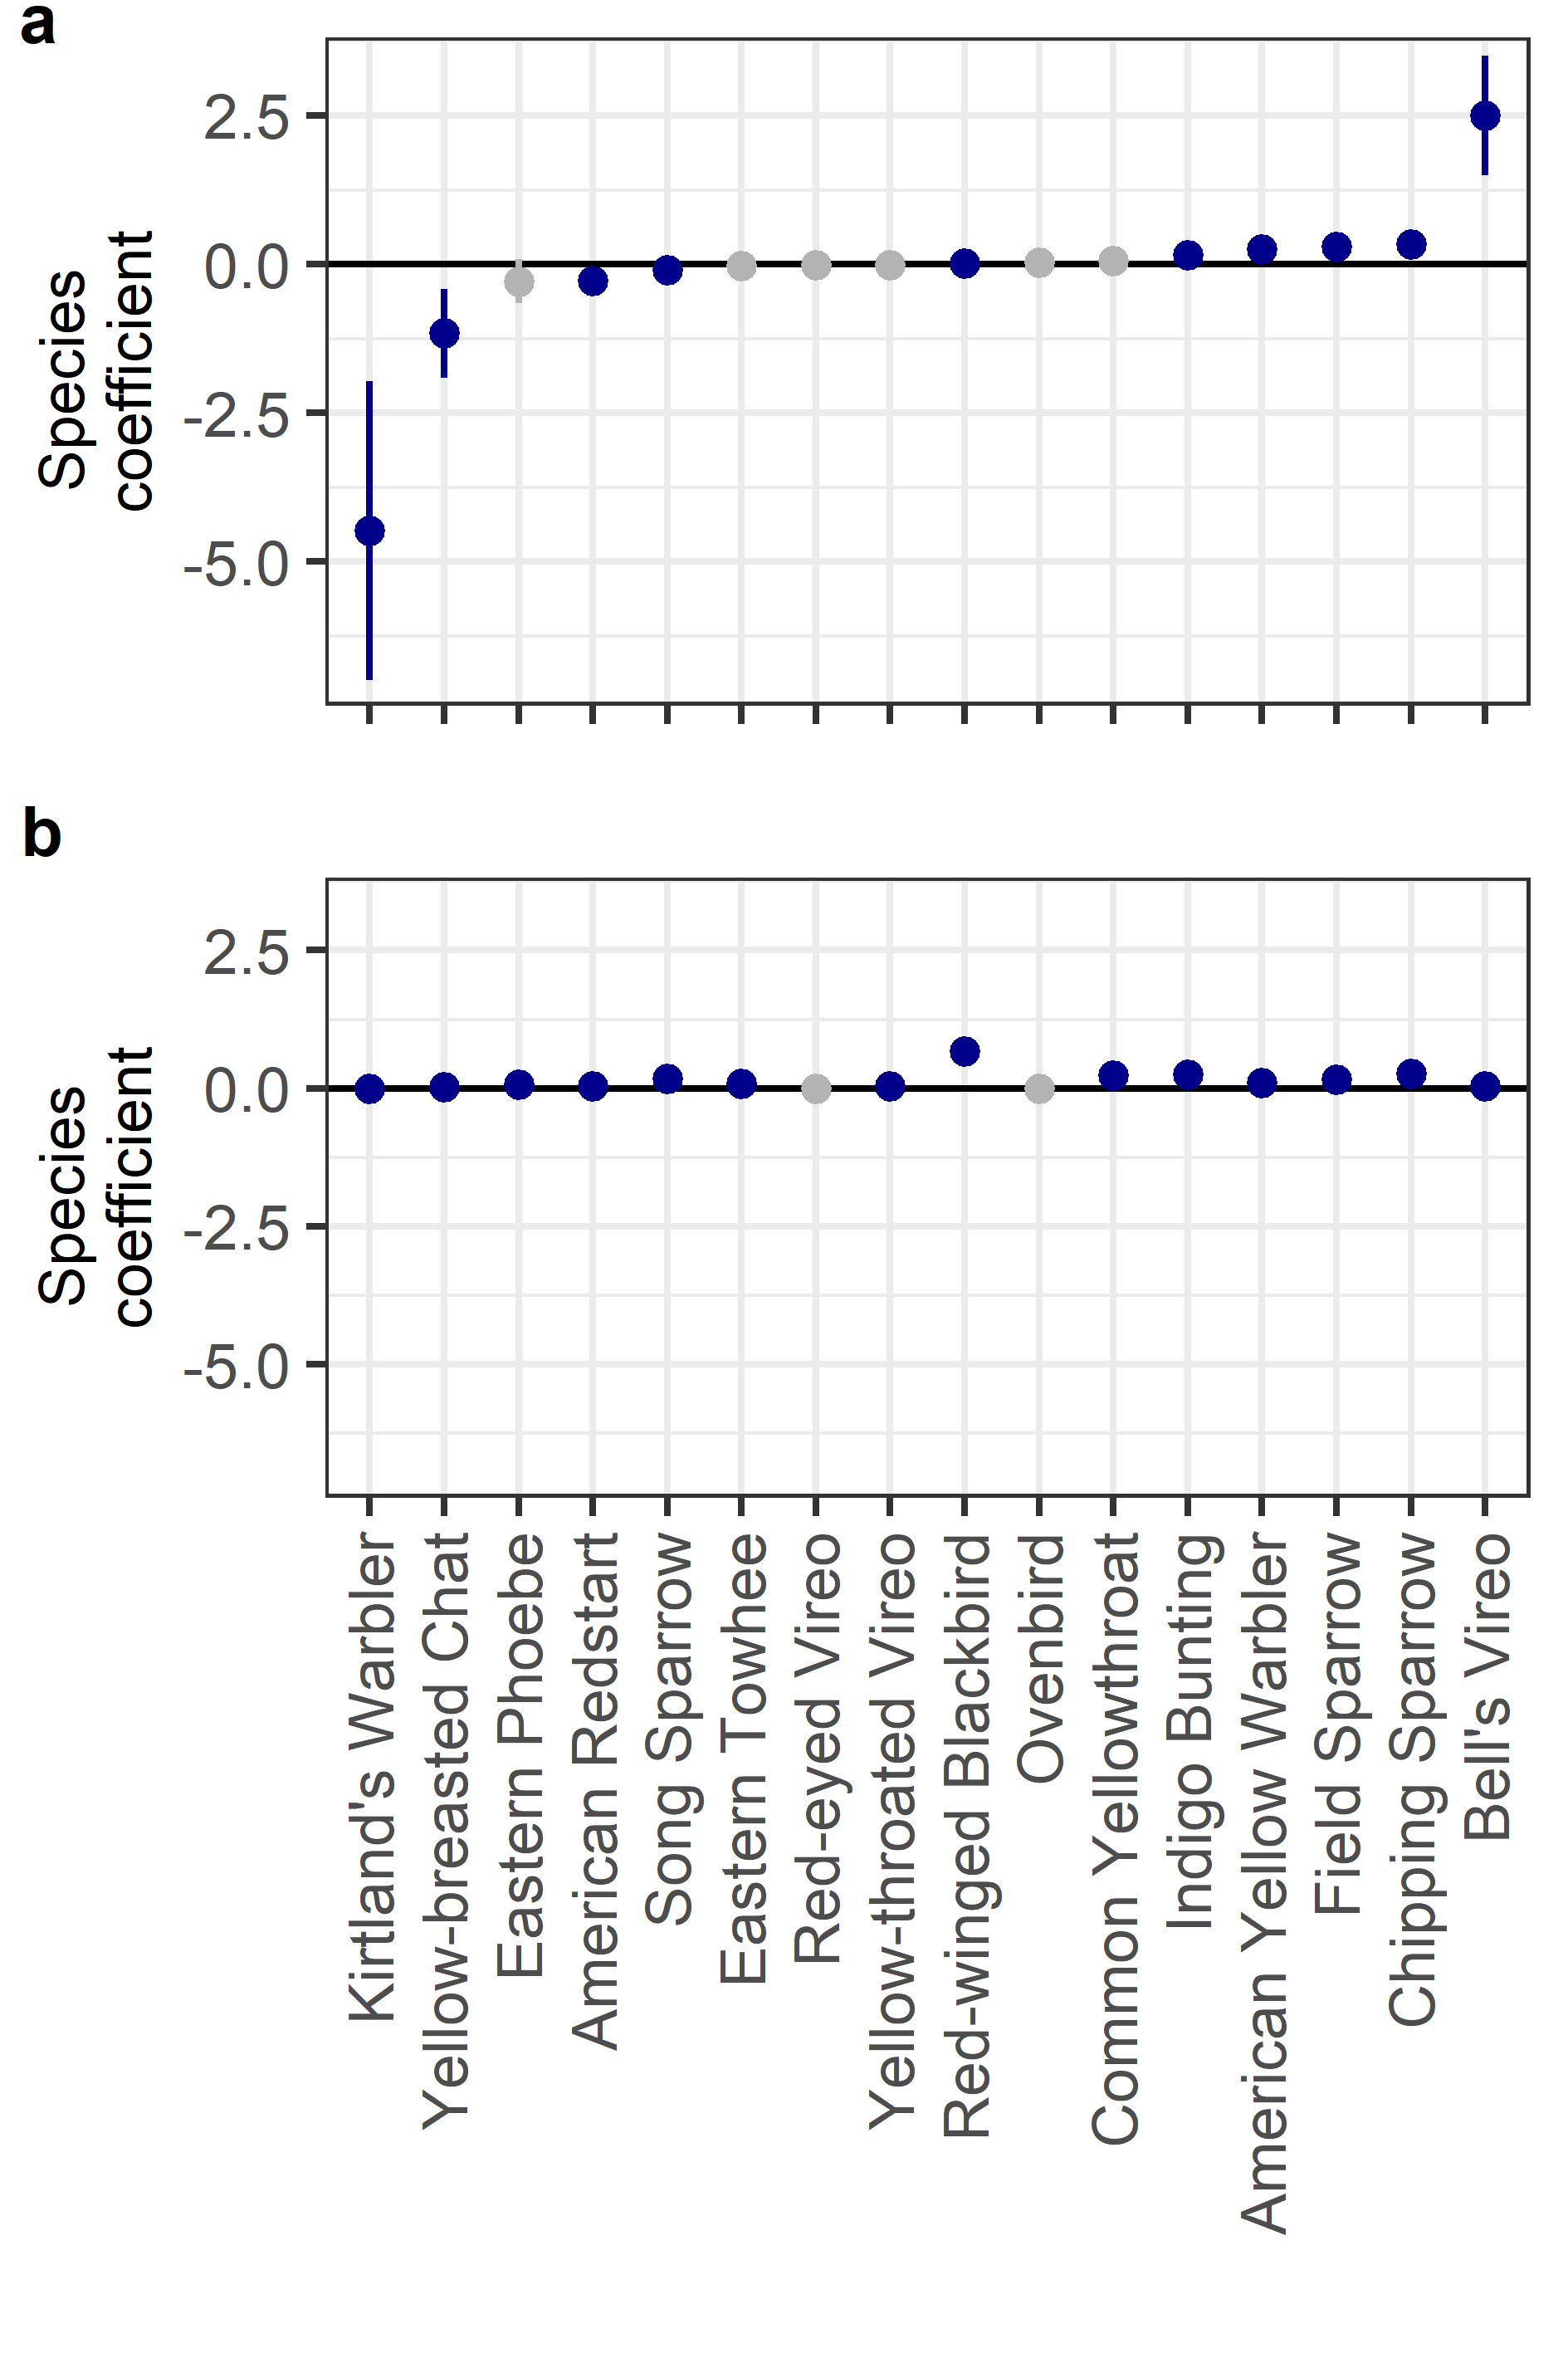 a
2.5
0.0
-2.5
-5.0
Species
coefficient
b
2.5
0.0
-2.5
-5.0
Species
coefficient
Kirtland's Warbler
Yellow-breasted Chat
Eastern Phoebe
American Redstart
Song Sparrow
Eastern Towhee
Red-eyed Vireo
Yellow-throated Vireo
Red-winged Blackbird
Ovenbird
Common Yellowthroat
Indigo Bunting
American Yellow Warbler
Field Sparrow
Chipping Sparrow
Bell's Vireo